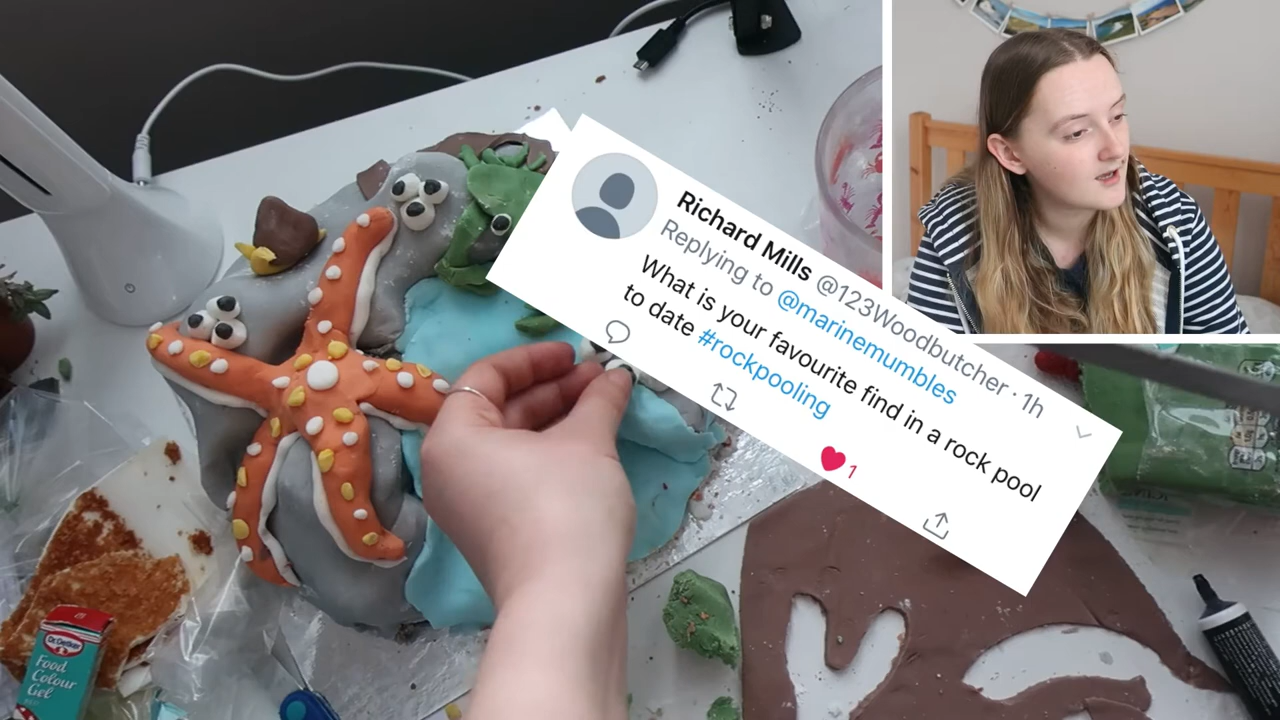 Richard Mills @123Woodbutcher · 1h
Replying to @marinemumbles
What is your favourite find in a rock pool
to date #rockpooling
1
Dr. Oetker
Food
Colour
Gel